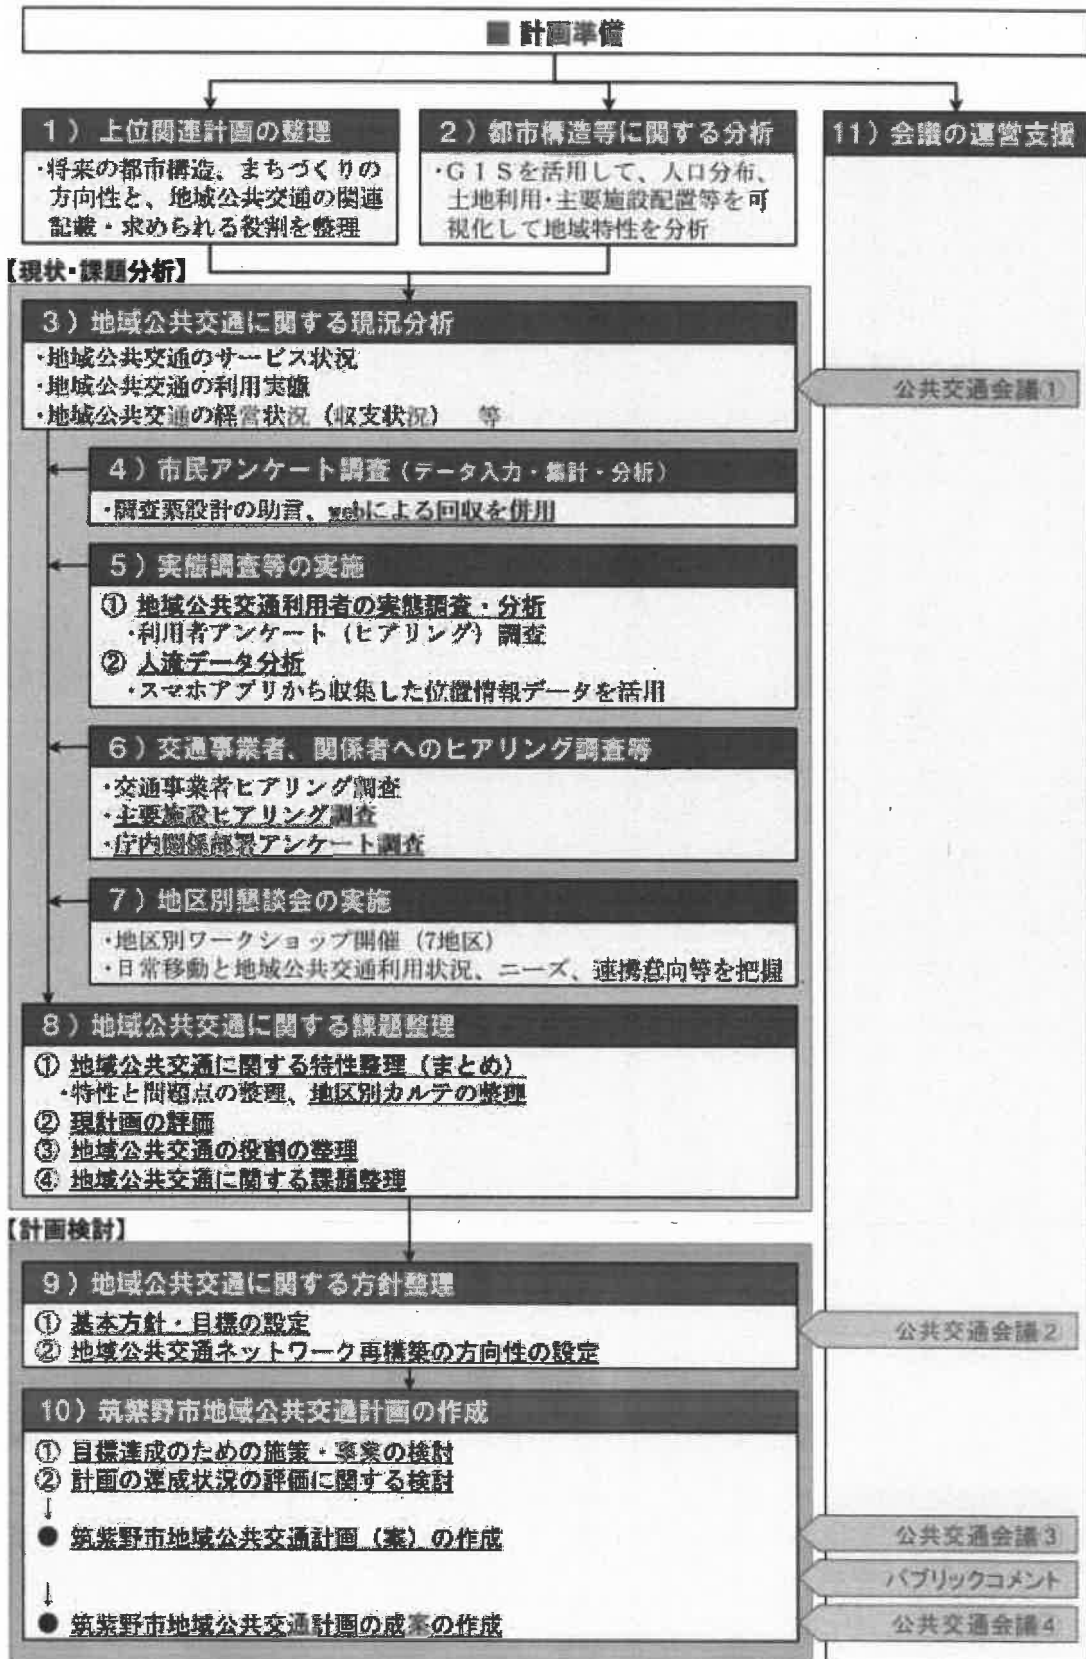 ■ 計画準備
1）上位関連計画の整理
・将来の都市構造、まちづくりの
方向性と、地域公共交通の関連
記載・求められる役割を整理
2）都市構造等に関する分析
・GISを活用して、人口分布、
土地利用・主要施設配置等を可
視化して地域特性を分析
11）会議の運営支援
【現状・課題分析】
3）地域公共交通に関する現況分析
・地域公共交通のサービス状況
・地域公共交通の利用実態
・地域公共交通の経営状況（収支状況） 等
公共交通会議①
4）市民アンケート調査（データ入力・集計・分析）
・調査票設計の助言、webによる回収を併用
5）実態調査等の実施
① 地域公共交通利用者の実態調査・分析
・利用者アンケート（ヒアリング）調査
② 人流データ分析
・スマホアプリから収集した位置情報データを活用
6）交通事業者、関係者へのヒアリング調査等
・交通事業者ヒアリング調査
・主要施設ヒアリング調査
・庁内関係部署アンケート調査
7）地区別懇談会の実施
・地区別ワークショップ開催（7地区）
・日常移動と地域公共交通利用状況、ニーズ、連携意向等を把握
8）地域公共交通に関する課題整理
① 地域公共交通に関する特性整理（まとめ）
・特性と問題点の整理、地区別カルテの整理
② 現計画の評価
③ 地域公共交通の役割の整理
④ 地域公共交通に関する課題整理
【計画検討】
9）地域公共交通に関する方針整理
① 基本方針・目標の設定
② 地域公共交通ネットワーク再構築の方向性の設定
公共交通会議2
10）筑紫野市地域公共交通計画の作成
① 目標達成のための施策・事業の検討
② 計画の達成状況の評価に関する検討
↓
● 筑紫野市地域公共交通計画（案）の作成
公共交通会議3
パブリックコメント
↓
● 筑紫野市地域公共交通計画の成案の作成
公共交通会議4